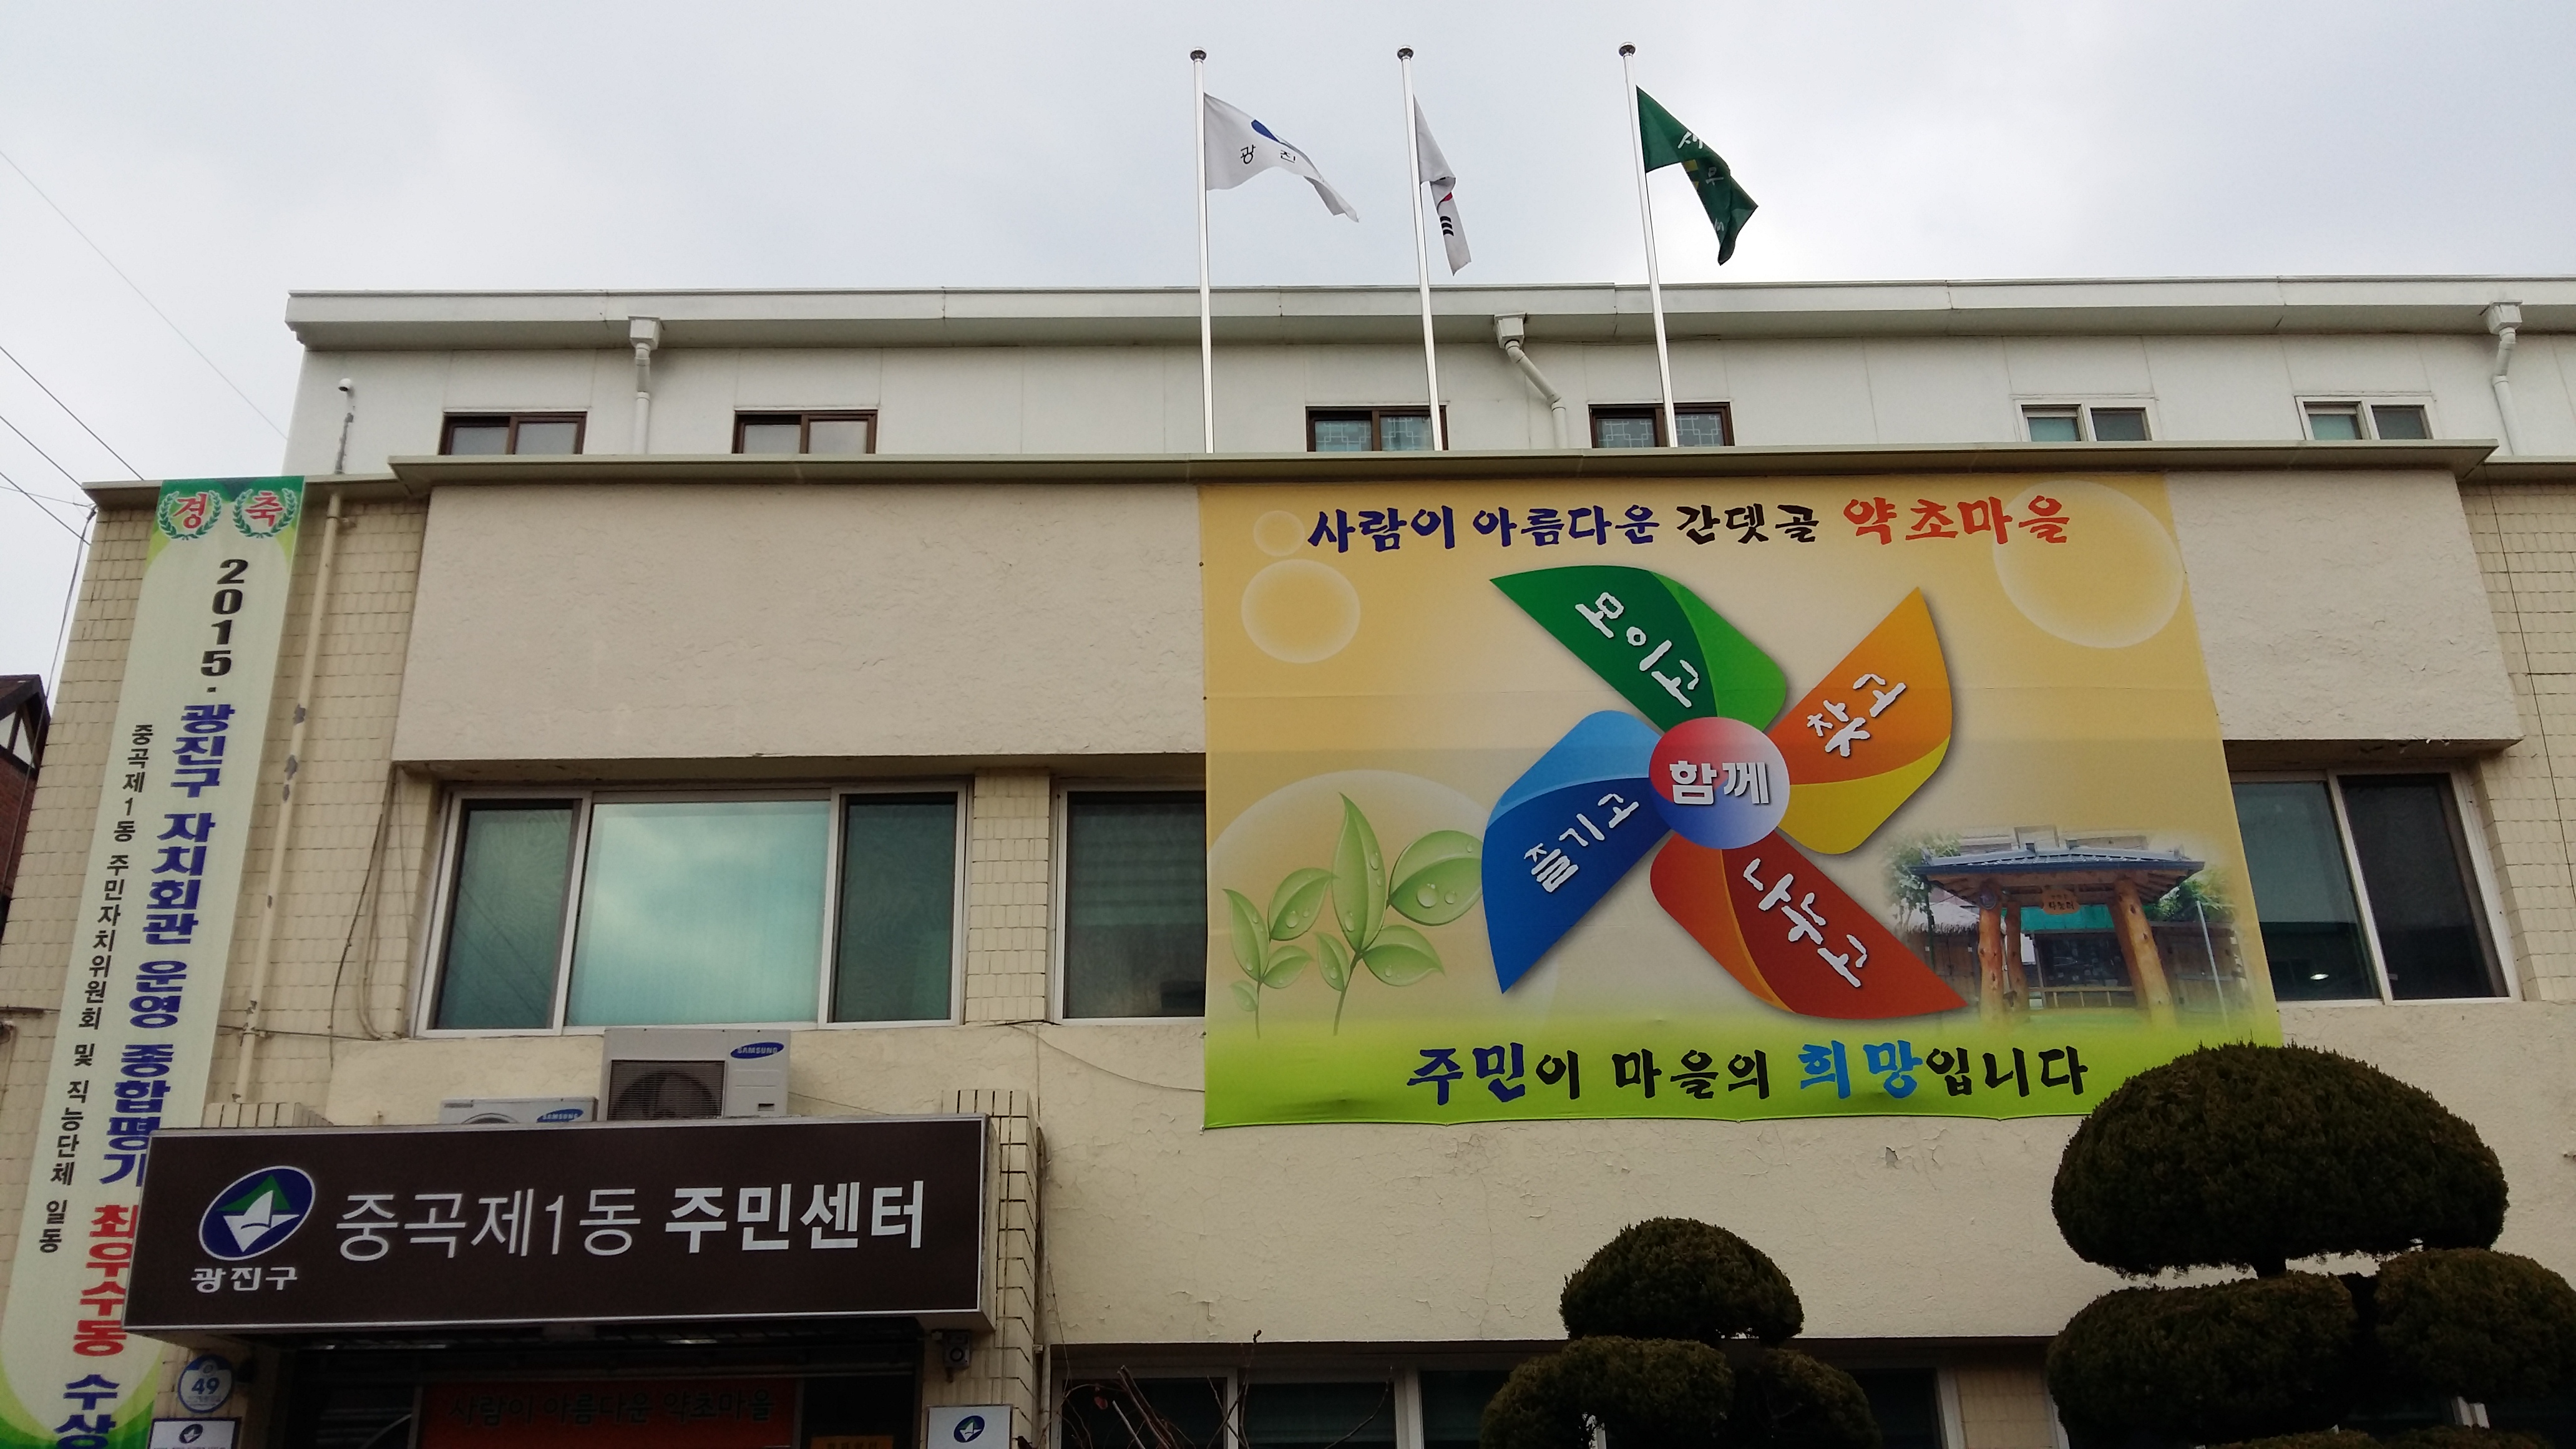 광 진
경 축
2015. 광진구 자치회관 운영 종합평가 최우수동 수상
중곡제1동 주민자치위원회 및 직능단체 일동
사람이 아름다운 간뎃골 약초마을
모이고
찾고
함께
즐기고
나누고
주민이 마을의 희망입니다
SAMSUNG
SAMSUNG
광진구
중곡제1동 주민센터
49
사람이 아름다운 약초마을